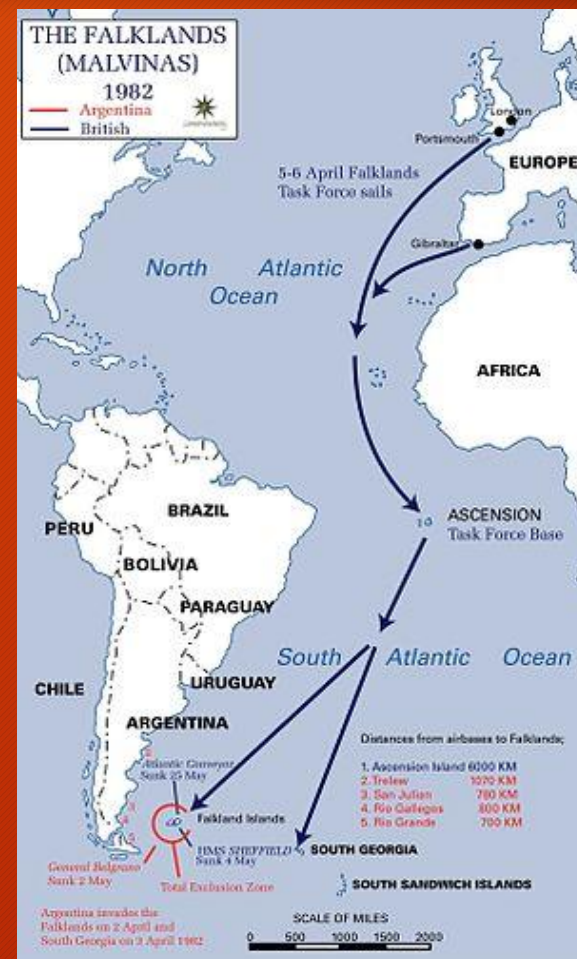 THE FALKLANDS
(MALVINAS)
1982
Argentina
British
London
Portsmouth
EUROPE
5-6 April Falklands
Task Force sails
Gibraltar
North Atlantic
Ocean
AFRICA
ASCENSION
Task Force Base
BRAZIL
PERU
BOLIVIA
PARAGUAY
South Atlantic Ocean
CHILE
URUGUAY
ARGENTINA
Distances from airbases to Falklands;
1. Ascension Island 6000 KM
2. Trelew 1070 KM
3. San Julian 780 KM
4. Rio Gallegos 800 KM
5. Rio Grande 700 KM
2
Atlantic Conveyor
Sunk 25 May
3
4
5
Falkland Islands
HMS SHEFFIELD
Sunk 4 May
SOUTH GEORGIA
General Belgrano
Sunk 2 May
Total Exclusion Zone
SOUTH SANDWICH ISLANDS
Argentina invades the
Falklands on 2 April and
South Georgia on 3 April 1982
SCALE OF MILES
0 500 1000 1500 2000